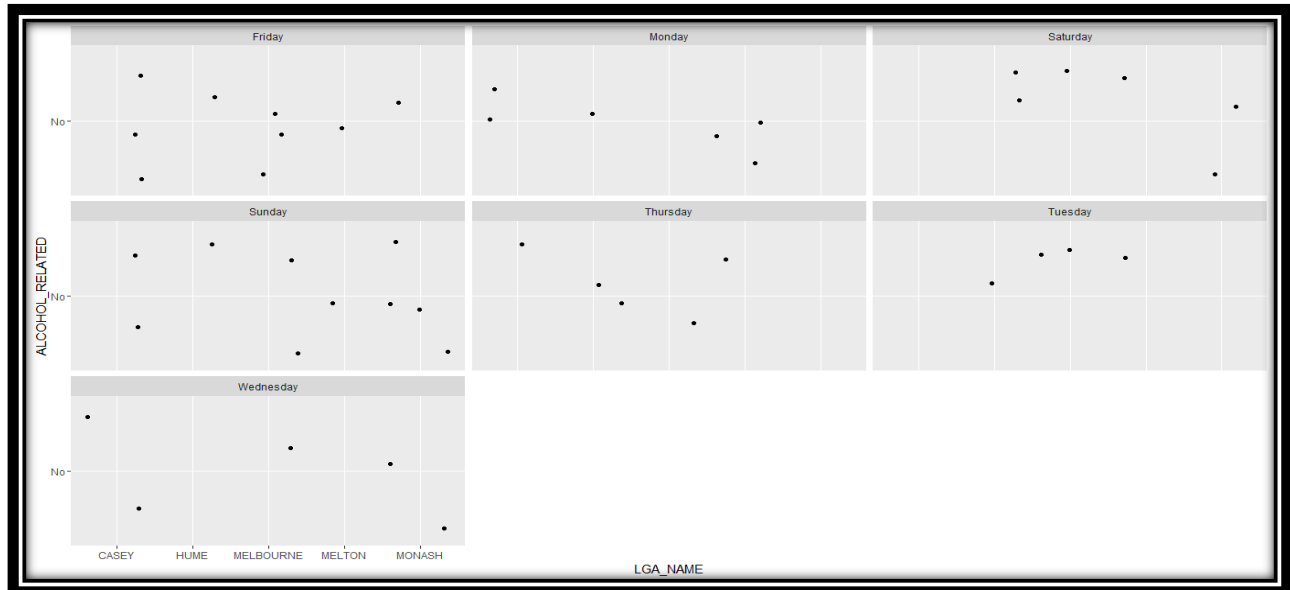 Friday Monday Saturday
No
Sunday Thursday Tuesday
No
Wednesday
No
ALCOHOL_RELATED
CASEY HUME MELBOURNE MELTON MONASH
LGA_NAME